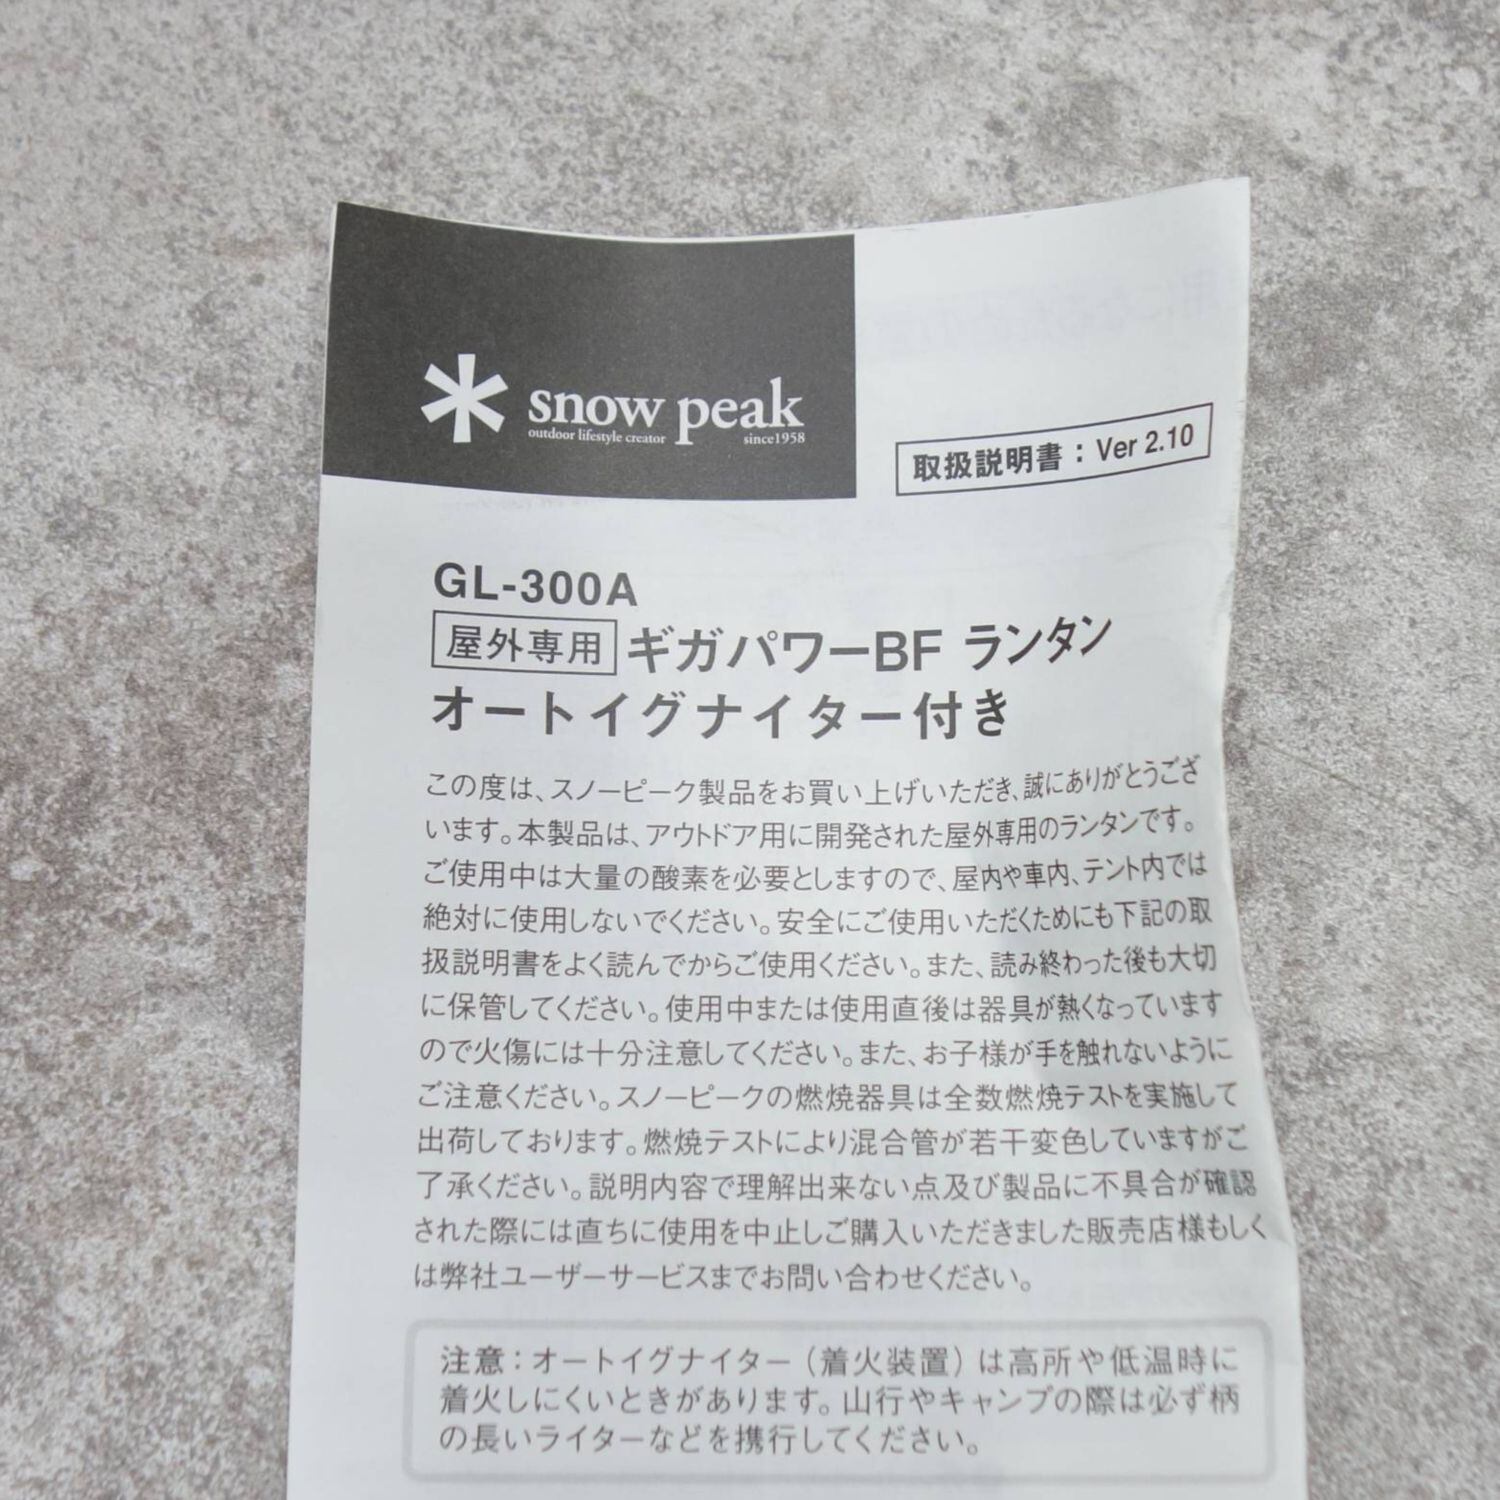 snow peak
outdoor lifestyle creator since1958
取扱説明書：Ver 2.10
GL-300A
屋外専用 ギガパワーBF ランタン
オートイグナイター付き
この度は、スノーピーク製品をお買い上げいただき、誠にありがとうござ
います。本製品は、アウトドア用に開発された屋外専用のランタンです。
ご使用中は大量の酸素を必要としますので、屋内や車内、テント内では
絶対に使用しないでください。安全にご使用いただくためにも下記の取
扱説明書をよく読んでからご使用ください。また、読み終わった後も大切
に保管してください。使用中または使用直後は器具が熱くなっています
ので火傷には十分注意してください。また、お子様が手を触れないように
ご注意ください。スノーピークの燃焼器具は全数燃焼テストを実施して
出荷しております。燃焼テストにより混合管が若干変色していますがご
了承ください。説明内容で理解出来ない点及び製品に不具合が確認
された際には直ちに使用を中止しご購入いただきました販売店様もしく
は弊社ユーザーサービスまでお問い合わせください。
注意：オートイグナイター（着火装置）は高所や低温時に
着火しにくいときがあります。山行やキャンプの際は必ず柄
の長いライターなどを携行してください。